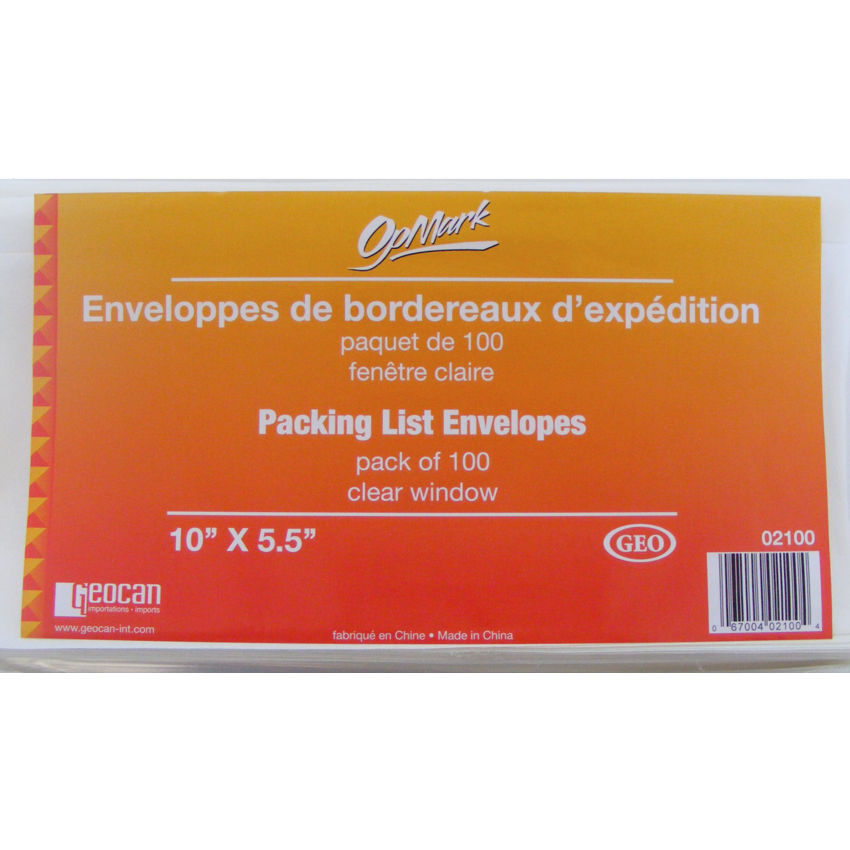 OpMark
Enveloppes de bordereaux d'expédition
paquet de 100
fenêtre claire
Packing List Envelopes
pack of 100
clear window
10” X 5.5”
GEO
02100
Geocan
importations - imports
www.geocan-int.com
fabriqué en Chine • Made in China
0 67004 02100 4